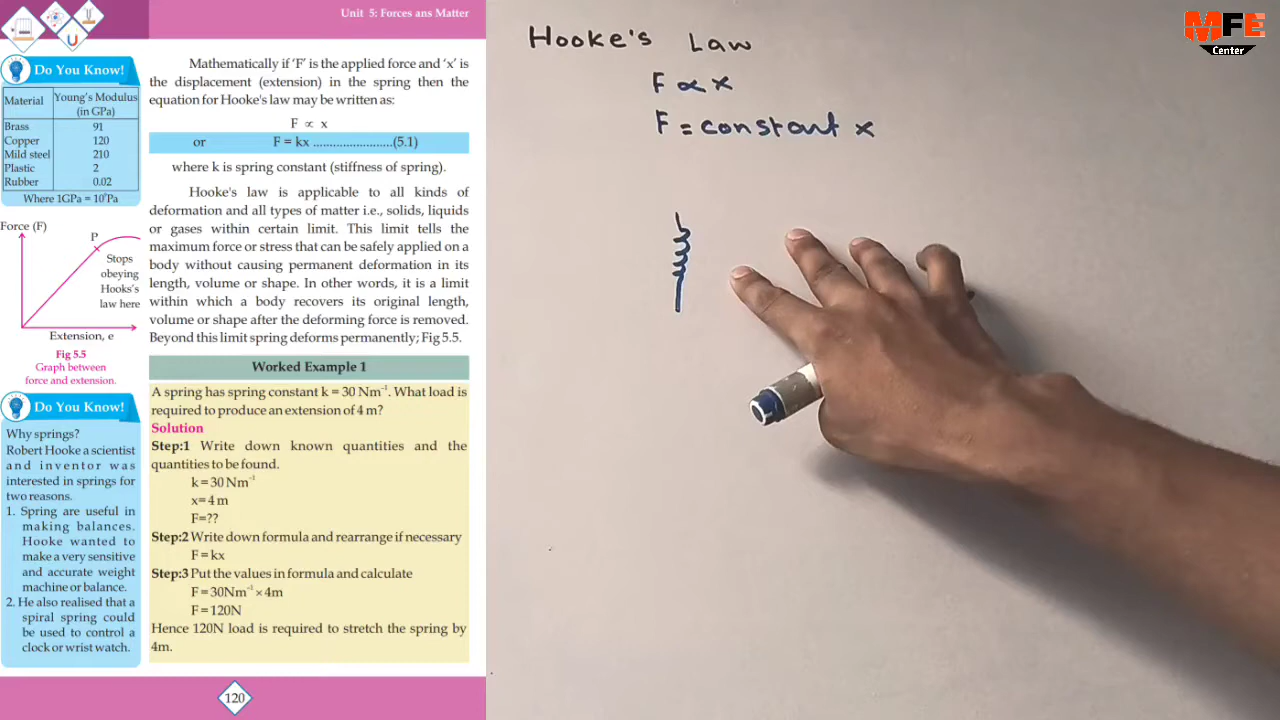 Unit 5: Forces ans Matter
Do You Know!
Material Young's Modulus
(in GPa)
Brass 91
Copper 120
Mild steel 210
Plastic 2
Rubber 0.02
Where 1GPa = 10⁹Pa
Force (F)
P
Stops
obeying
Hooks's
law here
Extension, e
Fig 5.5
Graph between
force and extension.
Do You Know!
Why springs?
Robert Hooke a scientist
and inventor was
interested in springs for
two reasons.
1. Spring are useful in
making balances.
Hooke wanted to
make a very sensitive
and accurate weight
machine or balance.
2. He also realised that a
spiral spring could
be used to control a
clock or wrist watch.
Mathematically if 'F' is the applied force and 'x' is
the displacement (extension) in the spring then the
equation for Hooke's law may be written as:
F ∝ x
or F = kx ........................(5.1)
where k is spring constant (stiffness of spring).
Hooke's law is applicable to all kinds of
deformation and all types of matter i.e., solids, liquids
or gases within certain limit. This limit tells the
maximum force or stress that can be safely applied on a
body without causing permanent deformation in its
length, volume or shape. In other words, it is a limit
within which a body recovers its original length,
volume or shape after the deforming force is removed.
Beyond this limit spring deforms permanently; Fig 5.5.
Worked Example 1
A spring has spring constant k = 30 Nm⁻¹. What load is
required to produce an extension of 4 m?
Solution
Step:1 Write down known quantities and the
quantities to be found.
k = 30 Nm⁻¹
x= 4 m
F=??
Step:2 Write down formula and rearrange if necessary
F = kx
Step:3 Put the values in formula and calculate
F = 30Nm⁻¹ × 4m
F = 120N
Hence 120N load is required to stretch the spring by
4m.
120
Hooke's Law
F ∝ x
F = constant x
MFE
Center